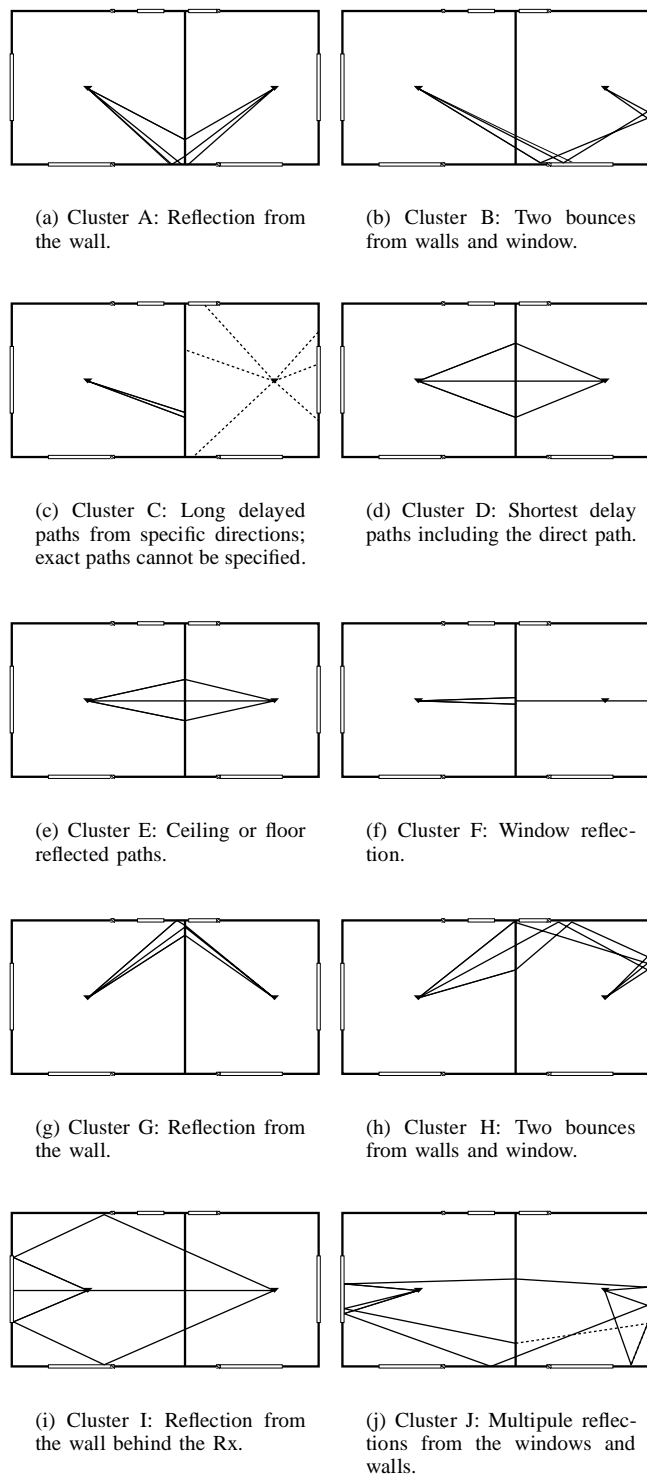 (a) Cluster A: Reflection from
the wall.
(b) Cluster B: Two bounces
from walls and window.
(c) Cluster C: Long delayed
paths from specific directions;
exact paths cannot be specified.
(d) Cluster D: Shortest delay
paths including the direct path.
(e) Cluster E: Ceiling or floor
reflected paths.
(f) Cluster F: Window reflec-
tion.
(g) Cluster G: Reflection from
the wall.
(h) Cluster H: Two bounces
from walls and window.
(i) Cluster I: Reflection from
the wall behind the Rx.
(j) Cluster J: Multipule reflec-
tions from the windows and
walls.